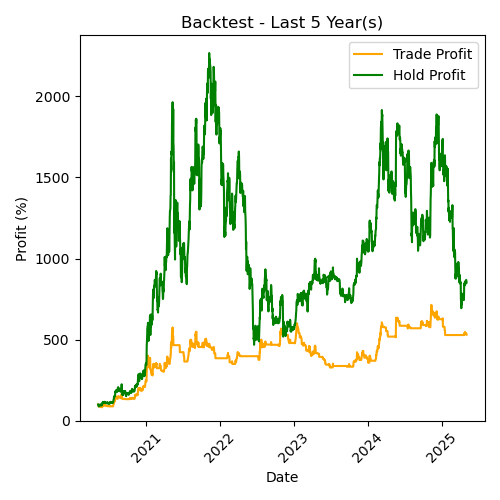 Backtest - Last 5 Year(s)
Trade Profit
Hold Profit
Profit (%)
2000
1500
1000
500
0
2021
2022
2023
2024
2025
Date